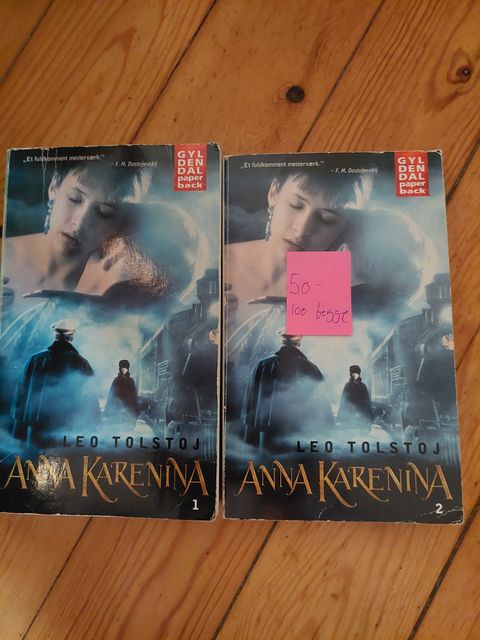 „Et fuldkomment mesterværk."
– F. M. Dostojevskij
GYL
DEN
DAL
paper
back
LEO TOLSTOJ
ANNA KARENINA
1
„Et fuldkomment mesterværk."
– F. M. Dostojevskij
GYL
DEN
DAL
paper
back
50 -
100 begge
LEO TOLSTOJ
ANNA KARENINA
2